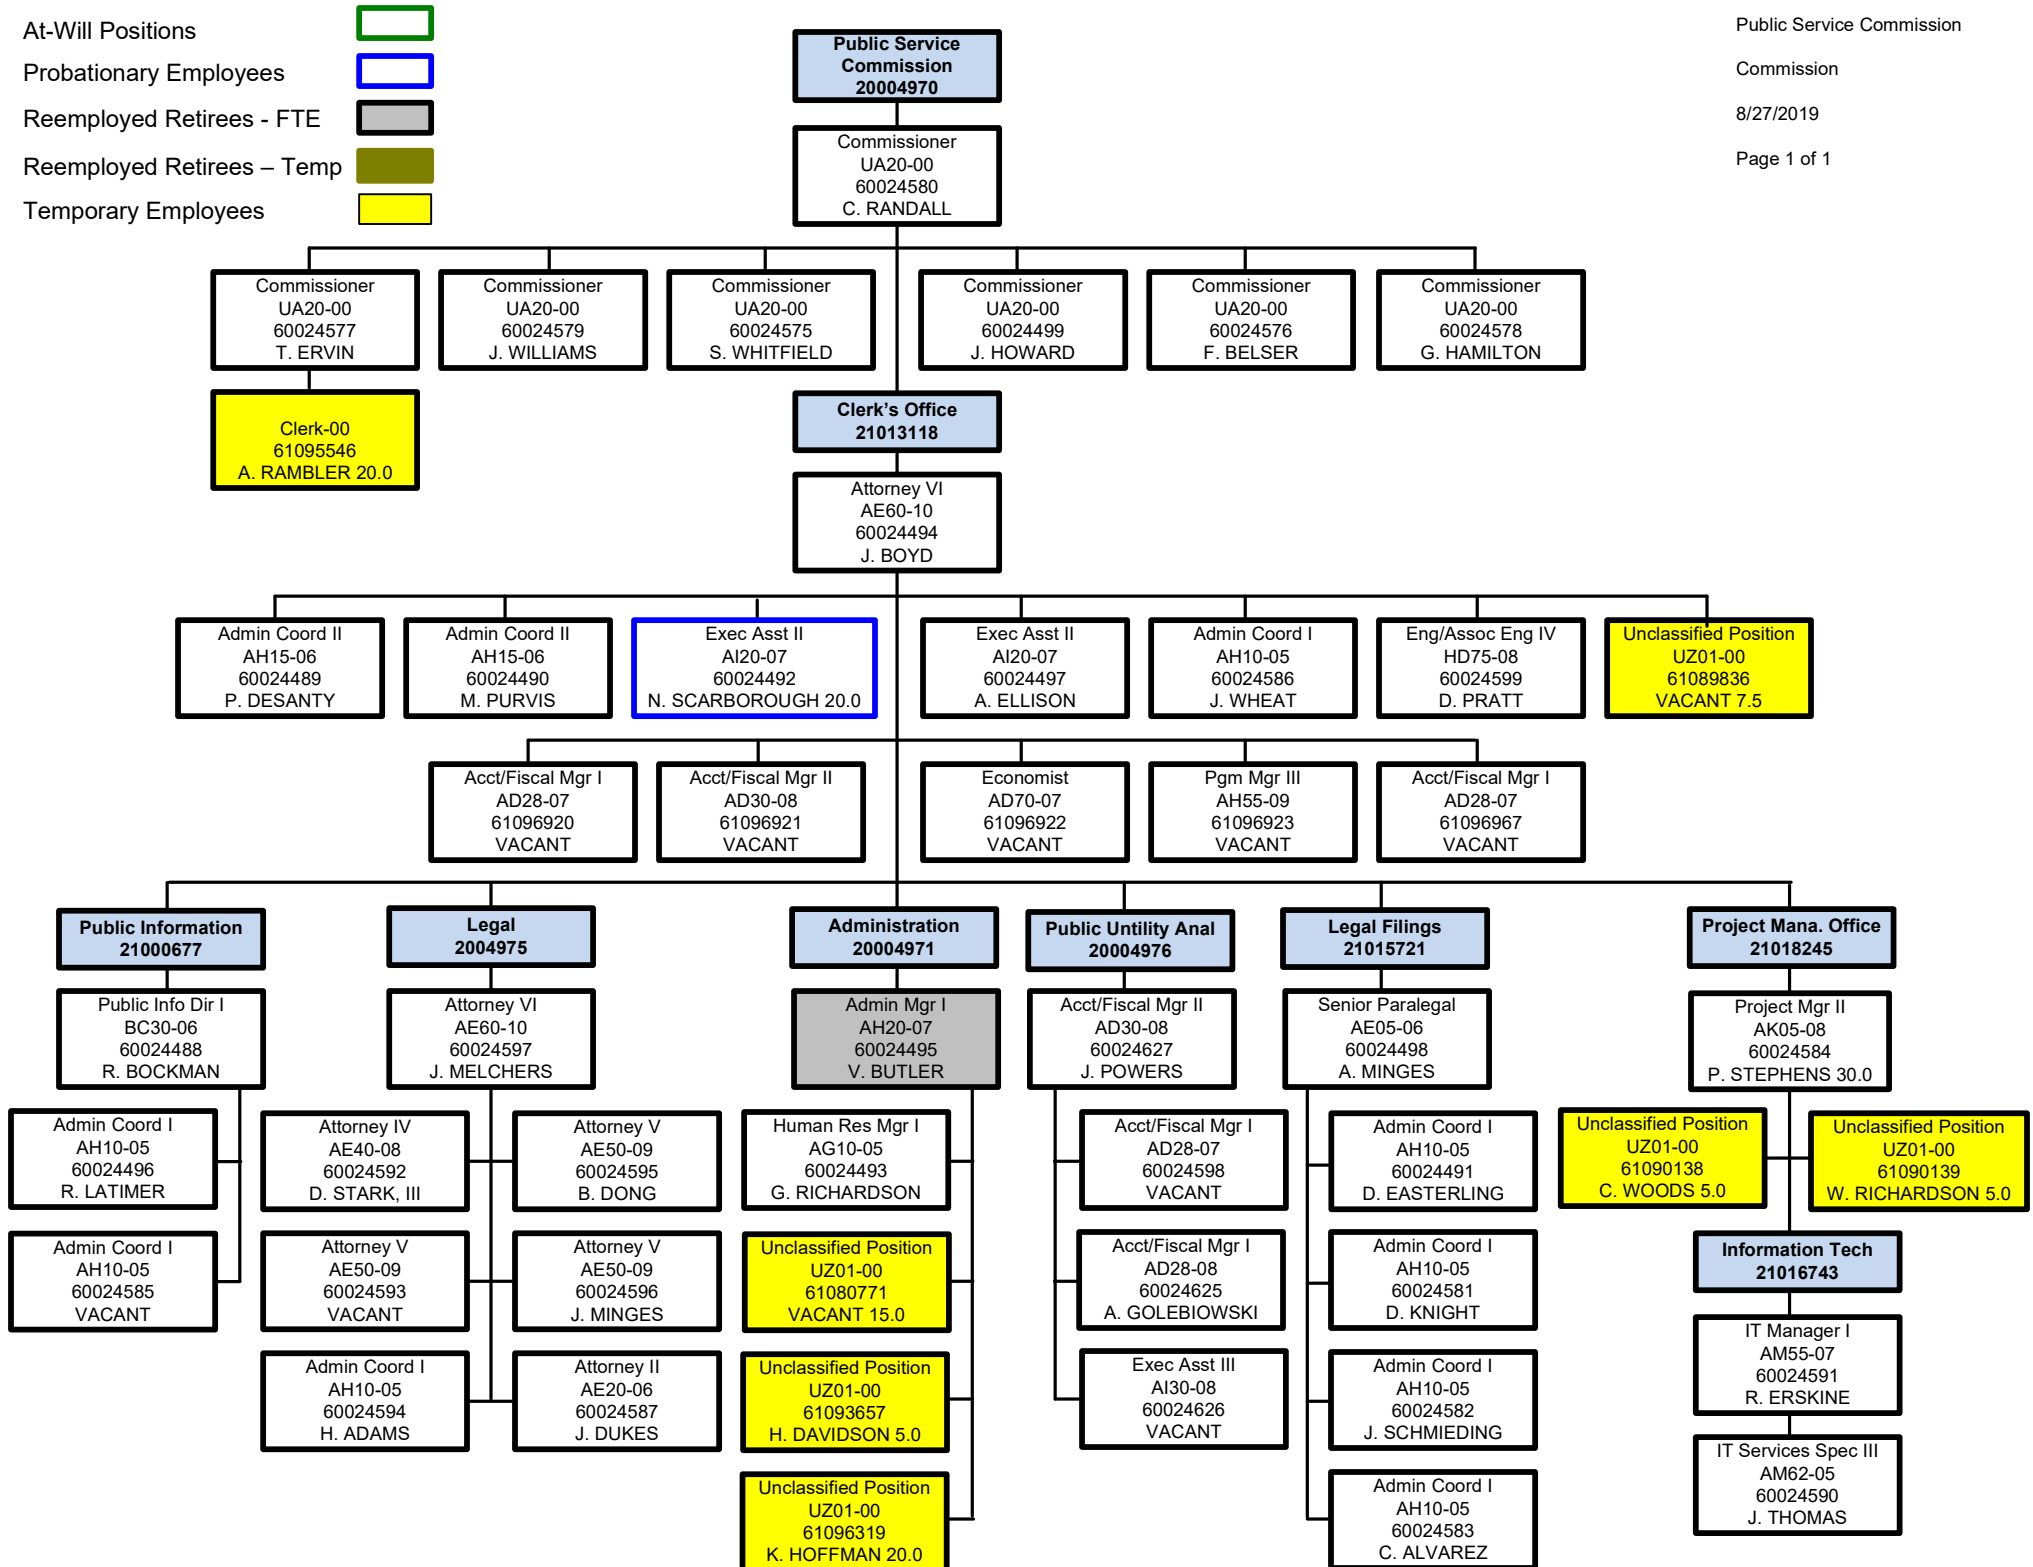 At-Will Positions
Probationary Employees
Reemployed Retirees - FTE
Reemployed Retirees – Temp
Temporary Employees
Public Service Commission
Commission
8/27/2019
Page 1 of 1
Public Service
Commission
20004970
Commissioner
UA20-00
60024580
C. RANDALL
Commissioner
UA20-00
60024577
T. ERVIN
Commissioner
UA20-00
60024579
J. WILLIAMS
Commissioner
UA20-00
60024575
S. WHITFIELD
Commissioner
UA20-00
60024499
J. HOWARD
Commissioner
UA20-00
60024576
F. BELSER
Commissioner
UA20-00
60024578
G. HAMILTON
Clerk-00
61095546
A. RAMBLER 20.0
Clerk’s Office
21013118
Attorney VI
AE60-10
60024494
J. BOYD
Admin Coord II
AH15-06
60024489
P. DESANTY
Admin Coord II
AH15-06
60024490
M. PURVIS
Exec Asst II
AI20-07
60024492
N. SCARBOROUGH 20.0
Exec Asst II
AI20-07
60024497
A. ELLISON
Admin Coord I
AH10-05
60024586
J. WHEAT
Eng/Assoc Eng IV
HD75-08
60024599
D. PRATT
Unclassified Position
UZ01-00
61089836
VACANT 7.5
Acct/Fiscal Mgr I
AD28-07
61096920
VACANT
Acct/Fiscal Mgr II
AD30-08
61096921
VACANT
Economist
AD70-07
61096922
VACANT
Pgm Mgr III
AH55-09
61096923
VACANT
Acct/Fiscal Mgr I
AD28-07
61096967
VACANT
Public Information
21000677
Public Info Dir I
BC30-06
60024488
R. BOCKMAN
Admin Coord I
AH10-05
60024496
R. LATIMER
Admin Coord I
AH10-05
60024585
VACANT
Legal
2004975
Attorney VI
AE60-10
60024597
J. MELCHERS
Attorney IV
AE40-08
60024592
D. STARK, III
Attorney V
AE50-09
60024595
B. DONG
Attorney V
AE50-09
60024593
VACANT
Attorney V
AE50-09
60024596
J. MINGES
Admin Coord I
AH10-05
60024594
H. ADAMS
Attorney II
AE20-06
60024587
J. DUKES
Administration
20004971
Admin Mgr I
AH20-07
60024495
V. BUTLER
Human Res Mgr I
AG10-05
60024493
G. RICHARDSON
Unclassified Position
UZ01-00
61080771
VACANT 15.0
Unclassified Position
UZ01-00
61093657
H. DAVIDSON 5.0
Unclassified Position
UZ01-00
61096319
K. HOFFMAN 20.0
Public Untility Anal
20004976
Acct/Fiscal Mgr II
AD30-08
60024627
J. POWERS
Acct/Fiscal Mgr I
AD28-07
60024598
VACANT
Acct/Fiscal Mgr I
AD28-08
60024625
A. GOLEBIOWSKI
Exec Asst III
AI30-08
60024626
VACANT
Legal Filings
21015721
Senior Paralegal
AE05-06
60024498
A. MINGES
Admin Coord I
AH10-05
60024491
D. EASTERLING
Admin Coord I
AH10-05
60024581
D. KNIGHT
Admin Coord I
AH10-05
60024582
J. SCHMIEDING
Admin Coord I
AH10-05
60024583
C. ALVAREZ
Project Mana. Office
21018245
Project Mgr II
AK05-08
60024584
P. STEPHENS 30.0
Unclassified Position
UZ01-00
61090138
C. WOODS 5.0
Unclassified Position
UZ01-00
61090139
W. RICHARDSON 5.0
Information Tech
21016743
IT Manager I
AM55-07
60024591
R. ERSKINE
IT Services Spec III
AM62-05
60024590
J. THOMAS